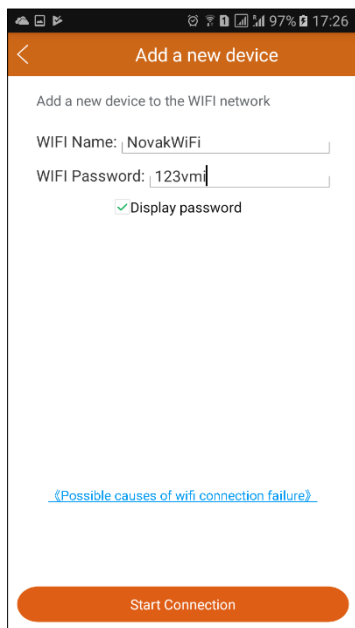 97% 17:26
Add a new device
Add a new device to the WIFI network
WIFI Name: NovakWiFi
WIFI Password: 123vmi
Display password
《Possible causes of wifi connection failure》
Start Connection